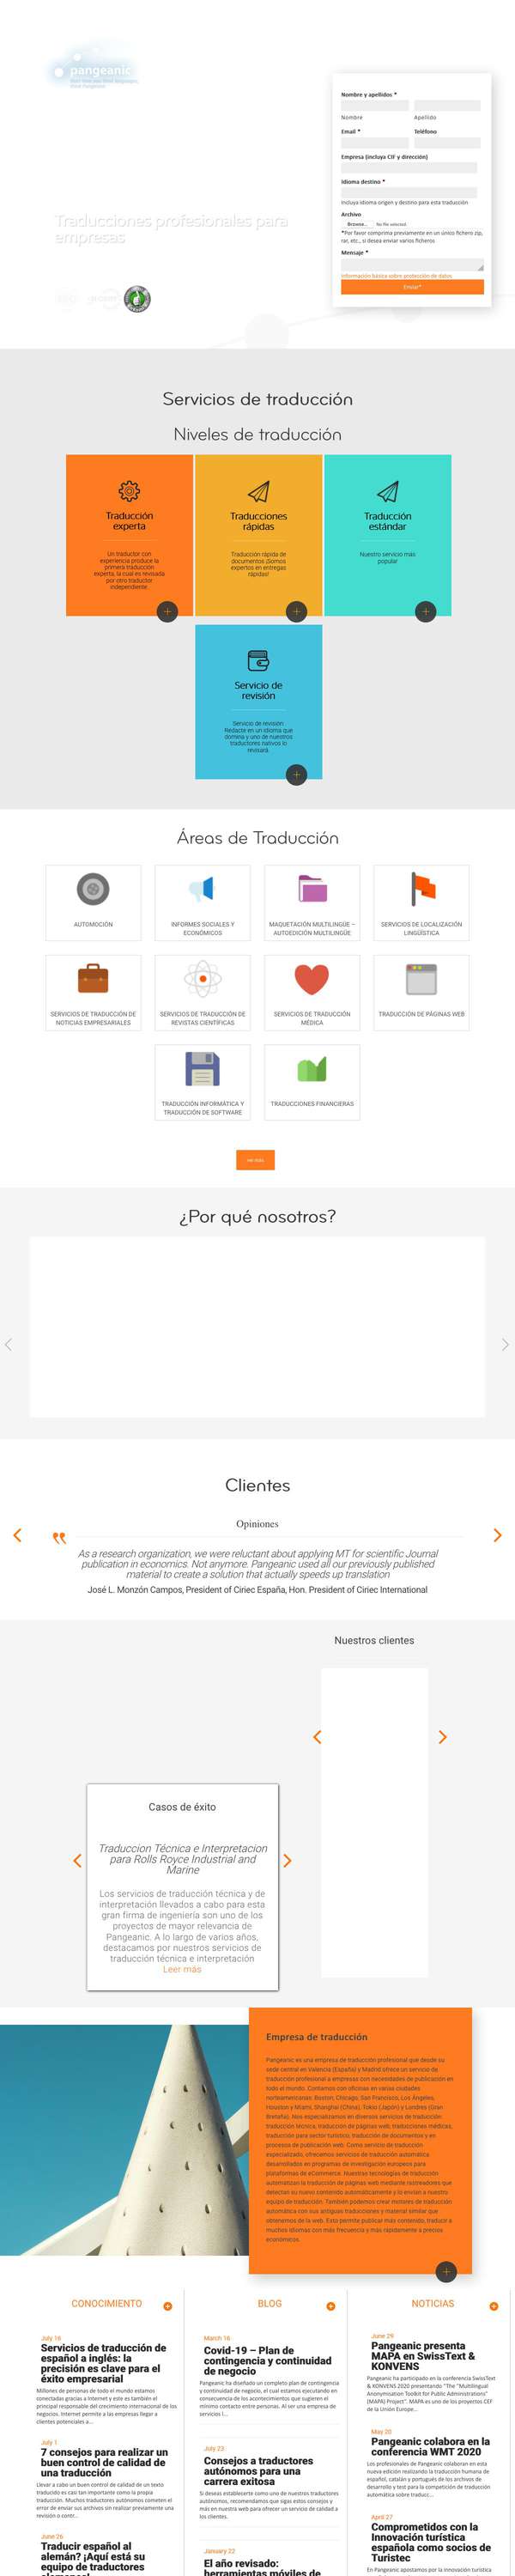 pangeanic
Traducciones profesionales para
empresas
Nombre y apellidos *
Nombre
Apellido
Email *
Teléfono
Empresa (incluya CIF y dirección)
Idioma destino *
Incluya idioma origen y destino para esta traducción
Archivo
Browse... No file selected.
*Por favor comprima previamente en un único fichero zip,
rar, etc., si desea enviar varios ficheros
Mensaje *
Información básica sobre protección de datos
Enviar*
Servicios de traducción
Niveles de traducción
Traducción
experta
Un traductor con
experiencia produce la
primera traducción
experta, la cual es revisada
por otro traductor
independiente.
Traducciones
rápidas
Traducción rápida de
documentos ¡Somos
expertos en entregas
rápidas!
Traducción
estándar
Nuestro servicio más
popular
Servicio de
revisión
Servicio de revisión
Redacte en un idioma que
domina y uno de nuestros
traductores nativos lo
revisará
Áreas de Traducción
AUTOMOCIÓN
INFORMES SOCIALES Y
ECONÓMICOS
MAQUETACIÓN MULTILINGÜE –
AUTOEDICIÓN MULTILINGÜE
SERVICIOS DE LOCALIZACIÓN
LINGÜÍSTICA
SERVICIOS DE TRADUCCIÓN DE
NOTICIAS EMPRESARIALES
SERVICIOS DE TRADUCCIÓN DE
REVISTAS CIENTÍFICAS
SERVICIOS DE TRADUCCIÓN
MÉDICA
TRADUCCIÓN DE PÁGINAS WEB
TRADUCCIÓN INFORMÁTICA Y
TRADUCCIÓN DE SOFTWARE
TRADUCCIONES FINANCIERAS
ver más
¿Por qué nosotros?
Clientes
Opiniones
As a research organization, we were reluctant about applying MT for scientific Journal
publication in economics. Not anymore. Pangeanic used all our previously published
material to create a solution that actually speeds up translation
José L. Monzón Campos, President of Ciriec España, Hon. President of Ciriec International
Nuestros clientes
Casos de éxito
Traduccion Técnica e Interpretacion
para Rolls Royce Industrial and
Marine
Los servicios de traducción técnica y de
interpretación llevados a cabo para esta
gran firma de ingeniería son uno de los
proyectos de mayor relevancia de
Pangeanic. A lo largo de varios años,
destacamos por nuestros servicios de
traducción técnica e interpretación
Leer más
Empresa de traducción
Pangeanic es una empresa de traducción profesional que desde su
sede central en Valencia (España) y Madrid ofrece un servicio de
traducción profesional a empresas con necesidades de publicación en
todo el mundo. Contamos con oficinas en varias ciudades
norteamericanas: Boston, Chicago, San Francisco, Los Ángeles,
Houston y Miami, Shanghai (China), Tokio (Japón) y Londres (Gran
Bretaña). Nos especializamos en diversos servicios de traducción:
traducción técnica, traducción de páginas web, traducciones médicas,
traducción para sector turístico, traducción de documentos y en
procesos de publicación web. Como servicio de traducción
especializado, ofrecemos servicios de traducción automática
desarrollados en programas de investigación europeos para
plataformas de eCommerce. Nuestras tecnologías de traducción
automatizan la traducción de páginas web mediante rastreadores que
detectan su nuevo contenido automáticamente y lo envían a nuestro
equipo de traducción. También podemos crear motores de traducción
automática con sus antiguas traducciones y material similar que
obtenemos de la web. Esto permite publicar más contenido, traducir a
muchos idiomas con más frecuencia y más rápidamente a precios
económicos.
CONOCIMIENTO
July 16
Servicios de traducción de
español a inglés: la
precisión es clave para el
éxito empresarial
Millones de personas de todo el mundo estamos
conectadas gracias a Internet y este es también el
principal responsable del crecimiento internacional de los
negocios. Internet permite a las empresas llegar a
clientes potenciales a...
July 1
7 consejos para realizar un
buen control de calidad de
una traducción
Llevar a cabo un buen control de calidad de un texto
traducido es casi tan importante como la propia
traducción. Muchos traductores autónomos cometen el
error de enviar sus archivos sin realizar previamente una
revisión o contr...
June 26
Traducir español al
alemán? ¡Aquí está su
equipo de traductores
BLOG
March 16
Covid-19 – Plan de
contingencia y continuidad
de negocio
Pangeanic ha diseñado un completo plan de contingencia
y continuidad de negocio, el cual estamos ejecutando en
consecuencia de los acontecimientos que sugieren el
mínimo contacto entre personas. Al ser una empresa de
servicios l...
July 23
Consejos a traductores
autónomos para una
carrera exitosa
Si deseas establecerte como uno de nuestros traductores
autónomos, recomendamos que sigas estos consejos y
más en nuestra web para ofrecer un servicio de calidad a
los clientes.
January 22
El año revisado:
herramientas móviles de
NOTICIAS
June 29
Pangeanic presenta
MAPA en SwissText &
KONVENS
Pangeanic ha participado en la conferencia SwissText
& KONVENS 2020 presentando "The "Multilingual
Anonymisation Toolkit for Public Administrations"
(MAPA) Project". MAPA es uno de los proyectos CEF
de la Unión Europe...
May 20
Pangeanic colabora en la
conferencia WMT 2020
Los profesionales de Pangeanic colaborarán en esta
nueva edición realizando la traducción humana de
español, catalán y portugués de los archivos de
desarrollo y test para la competición de traducción
automática sobre traducc...
April 27
Comprometidos con la
Innovación turística
española como socios de
Turistec
En Pangeanic apostamos por la innovación turística